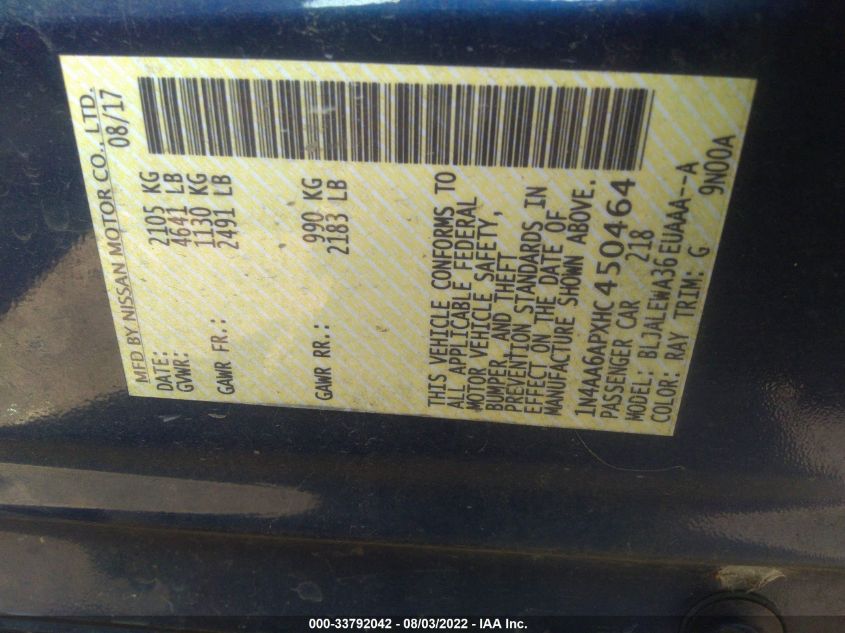 MFD BY NISSAN MOTOR CO., LTD.
DATE: 08/17
GVWR: 2105 KG
4641 LB
GAWR FR.: 1130 KG
2491 LB
GAWR RR.: 990 KG
2183 LB
THIS VEHICLE CONFORMS TO
ALL APPLICABLE FEDERAL
MOTOR VEHICLE SAFETY,
BUMPER, AND THEFT
PREVENTION STANDARDS IN
EFFECT ON THE DATE OF
MANUFACTURE SHOWN ABOVE.
1N4AA6APXHC450464
PASSENGER CAR 218
MODEL: BLJALEWA36EUAAA--A
COLOR: RAY TRIM: G 9N00A
000-33792042 - 08/03/2022 - IAA Inc.